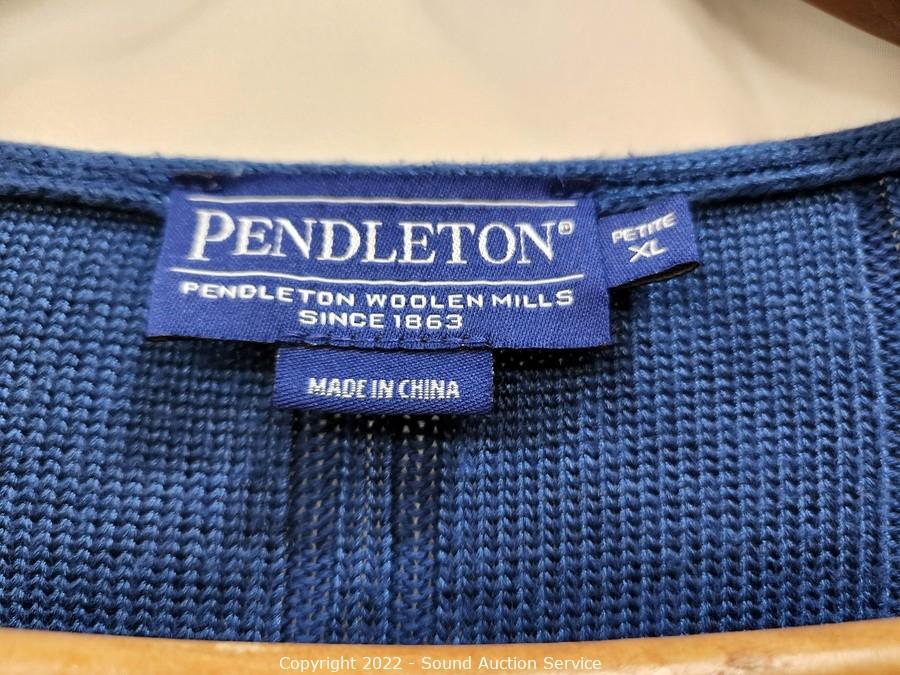 PENDLETON®
PENDLETON WOOLEN MILLS
SINCE 1863
PETITE
XL
MADE IN CHINA
Copyright 2022 - Sound Auction Service